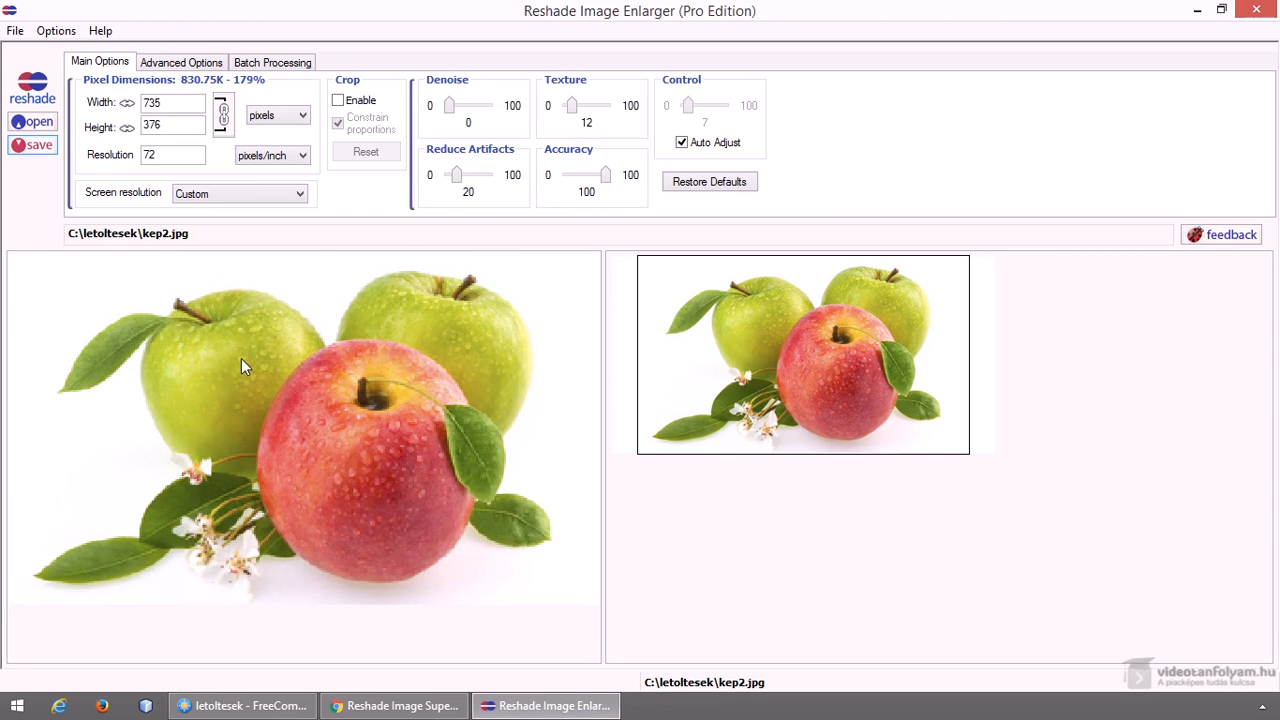 Reshade Image Enlarger (Pro Edition)
File Options Help
Main Options Advanced Options Batch Processing
reshade
open
save
Pixel Dimensions: 830.75K - 179%
Width: 735
Height: 376
pixels
Resolution 72 pixels/inch
Screen resolution Custom
Crop
Enable
Constrain
proportions
Reset
Denoise
0 100
0
Texture
0 100
12
Control
0 100
7
Auto Adjust
Reduce Artifacts
0 100
20
Accuracy
0 100
100
Restore Defaults
C:\letoltesek\kep2.jpg
feedback
C:\letoltesek\kep2.jpg
videotanfolyam.hu
A piacképes tudás kulcsa
letoltesek - FreeCom...
Reshade Image Supe...
Reshade Image Enlar...